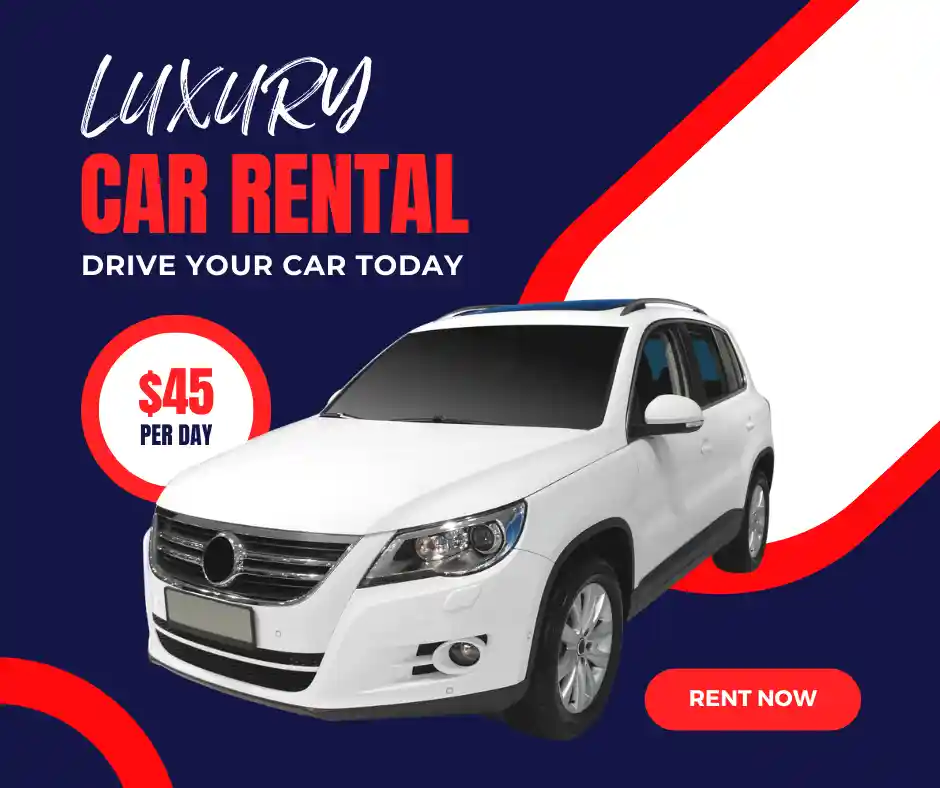 LUXURY
CAR RENTAL
DRIVE YOUR CAR TODAY
$45
PER DAY
RENT NOW